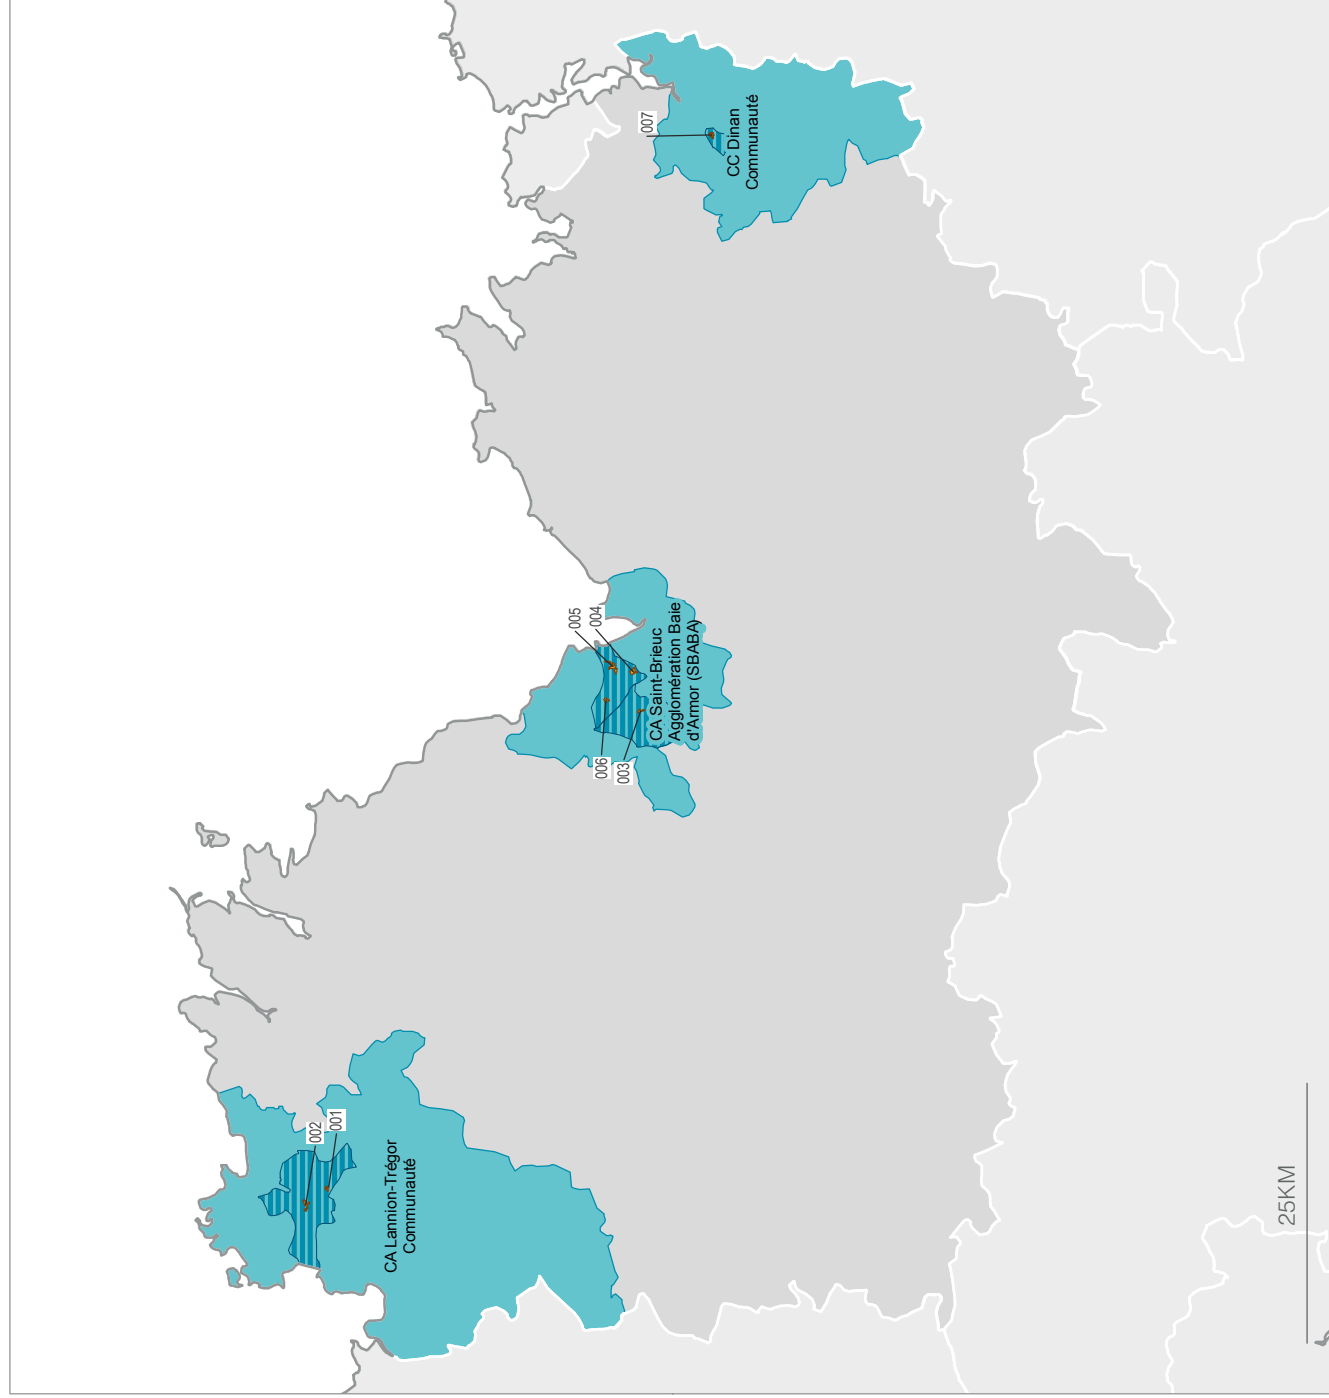 002
001
CA Lannion-Trégor
Communauté
005
004
006
003
CA Saint-Brieuc
Agglomération Baie
d'Armor (SBABA)
007
CC Dinan
Communauté
25KM